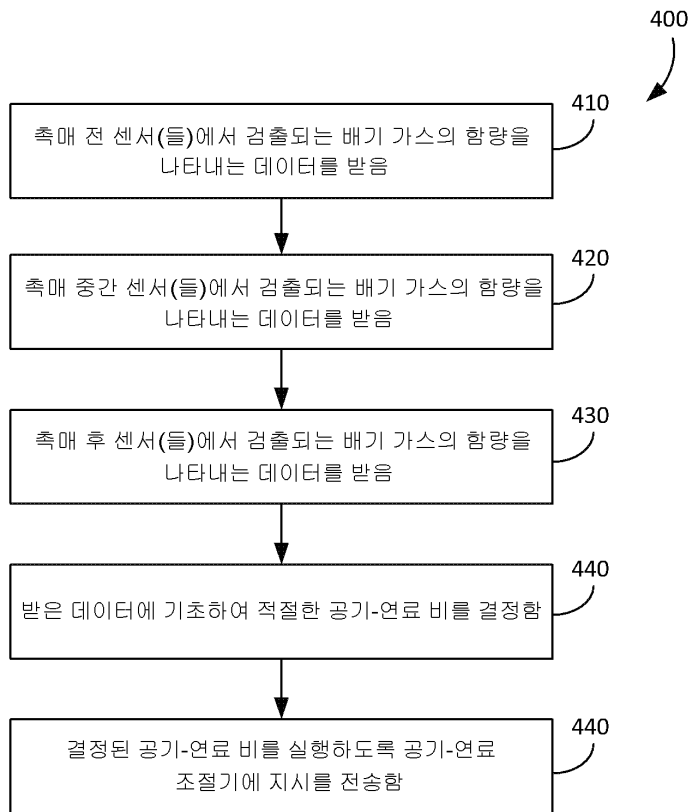 400
410
촉매 전 센서(들)에서 검출되는 배기 가스의 함량을
나타내는 데이터를 받음
420
촉매 중간 센서(들)에서 검출되는 배기 가스의 함량을
나타내는 데이터를 받음
430
촉매 후 센서(들)에서 검출되는 배기 가스의 함량을
나타내는 데이터를 받음
440
받은 데이터에 기초하여 적절한 공기-연료 비를 결정함
440
결정된 공기-연료 비를 실행하도록 공기-연료
조절기에 지시를 전송함